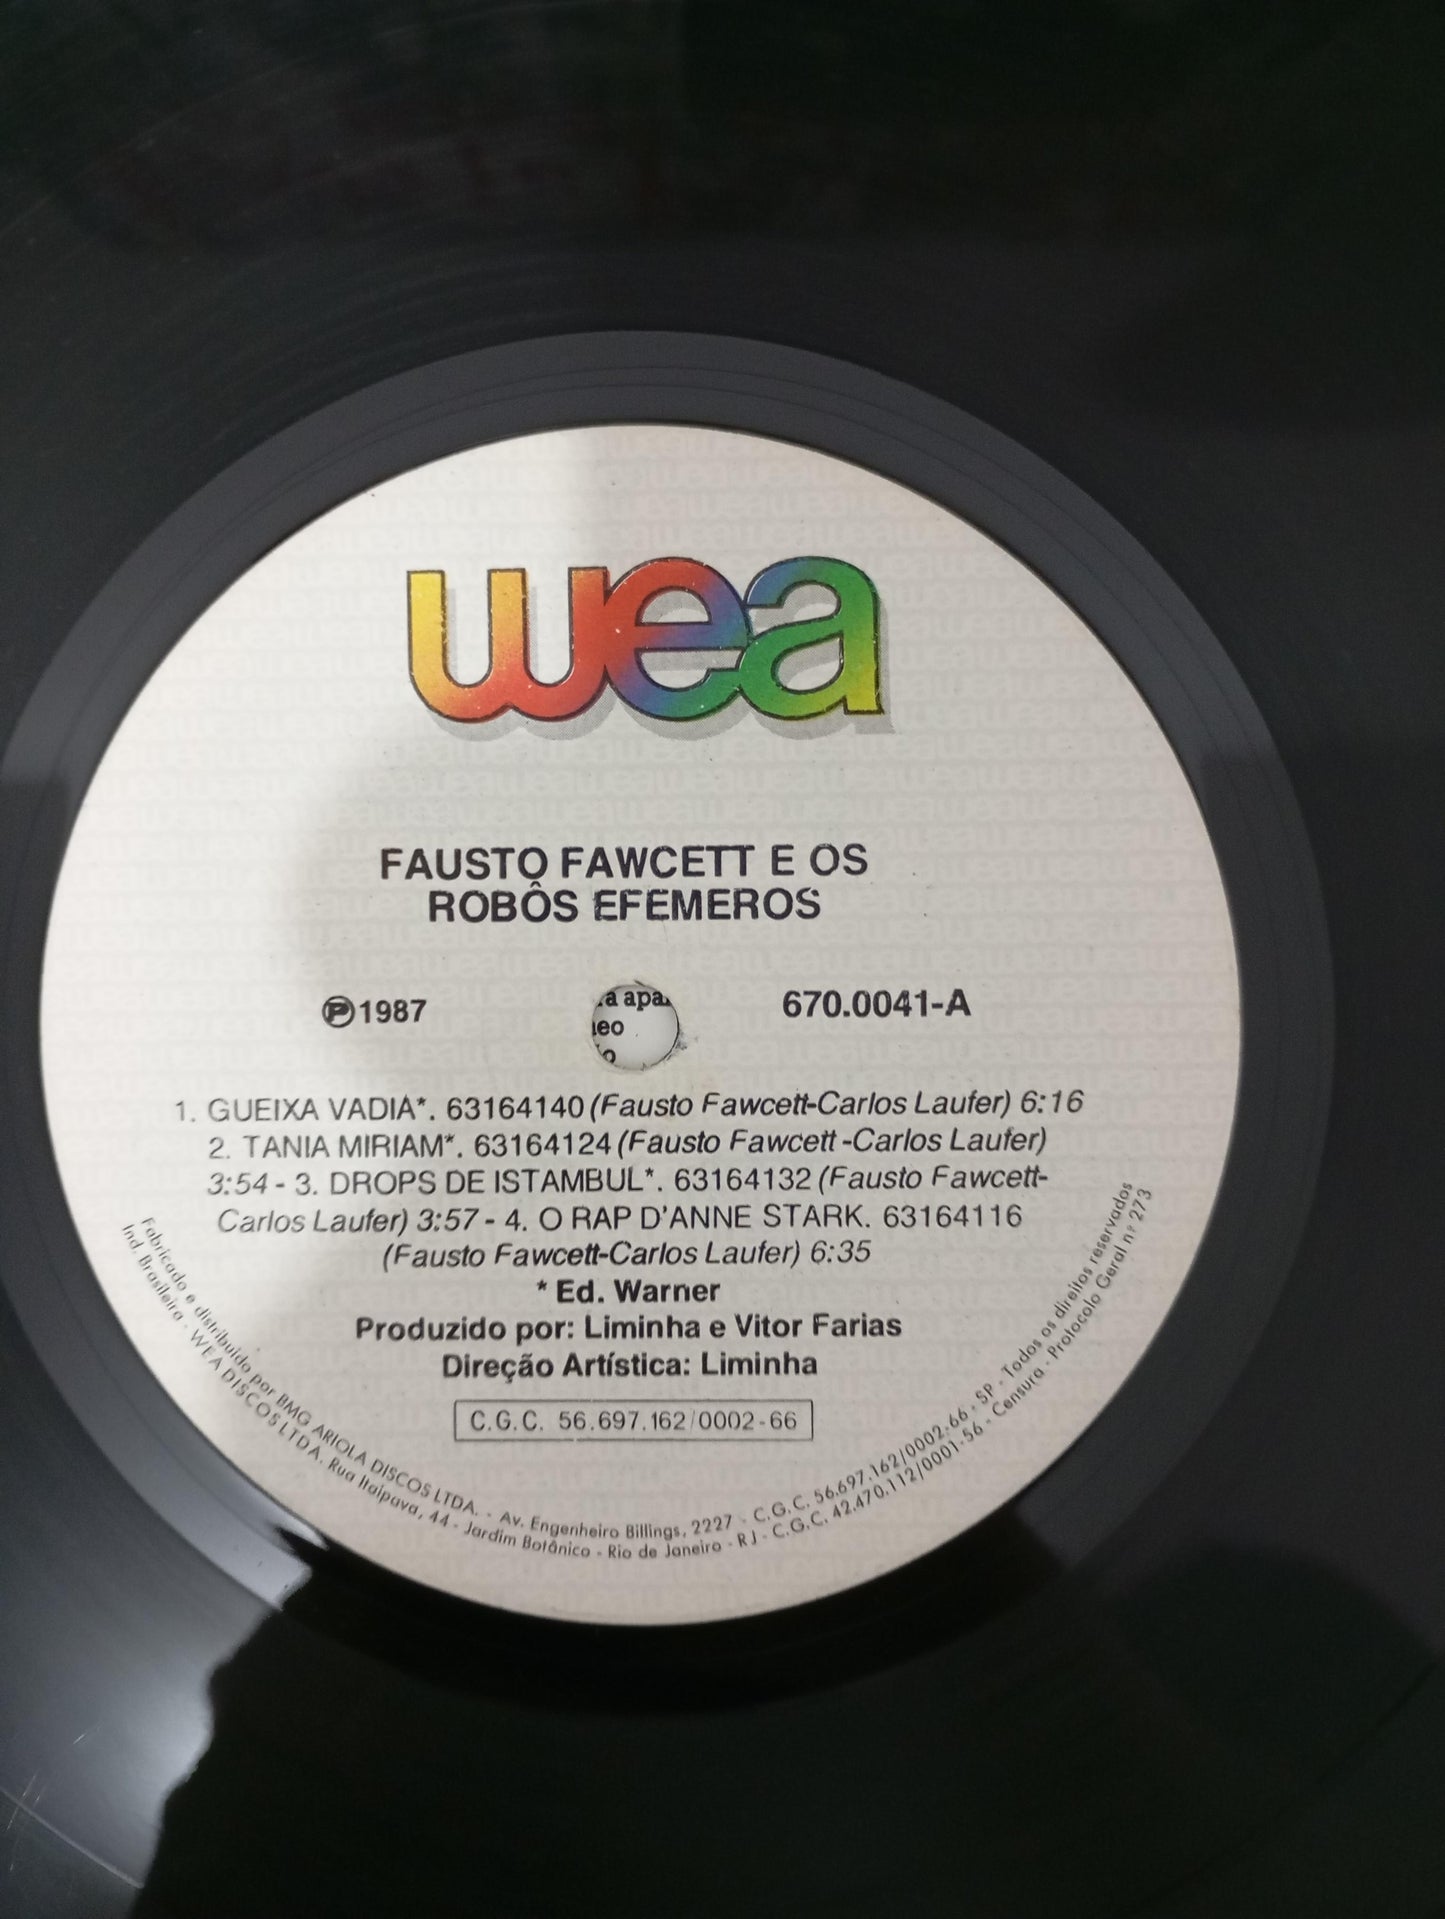 wea
FAUSTO FAWCETT E OS
ROBÔS EFEMEROS
℗1987
670.0041-A
.a apa
leo
1. GUEIXA VADIA*. 63164140 (Fausto Fawcett-Carlos Laufer) 6:16
2. TANIA MIRIAM*. 63164124 (Fausto Fawcett -Carlos Laufer)
3:54 - 3. DROPS DE ISTAMBUL*. 63164132 (Fausto Fawcett-
Carlos Laufer) 3:57 - 4. O RAP D'ANNE STARK. 63164116
(Fausto Fawcett-Carlos Laufer) 6:35
* Ed. Warner
Produzido por: Liminha e Vitor Farias
Direção Artística: Liminha
C.G.C. 56.697.162/0002-66
Fabricado e distribuído por BMG ARIOLA DISCOS LTDA. - Av. Engenheiro Billings, 2227 - C.G.C. 56.697.162/0002-66 - SP - Todos os direitos reservados
Ind. Brasileira - WEA DISCOS LTDA. Rua Itaipava, 44 - Jardim Botânico - Rio de Janeiro - RJ - C.G.C. 42.470.112/0001-56 - Censura - Protocolo Geral nº 273